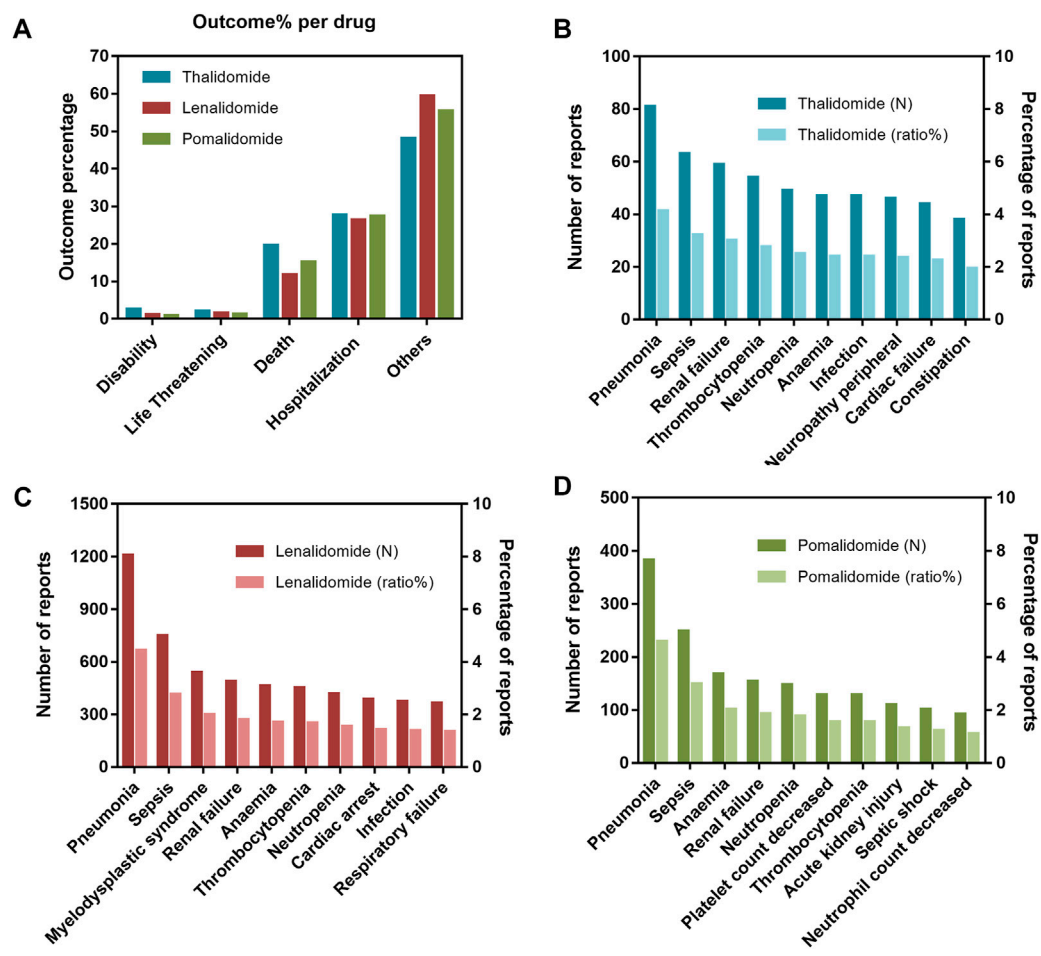 A
Outcome% per drug
Outcome percentage
70
60
50
40
30
20
10
0
Thalidomide
Lenalidomide
Pomalidomide
Disability
Life Threatening
Death
Hospitalization
Others
B
Number of reports
100
80
60
40
20
0
Thalidomide (N)
Thalidomide (ratio%)
10
8
6
4
2
0
Percentage of reports
Pneumonia
Sepsis
Renal failure
Thrombocytopenia
Neutropenia
Anaemia
Infection
Neuropathy peripheral
Cardiac failure
Constipation
C
Number of reports
1500
1200
900
600
300
0
Lenalidomide (N)
Lenalidomide (ratio%)
10
8
6
4
2
0
Percentage of reports
Pneumonia
Sepsis
Myelodysplastic syndrome
Renal failure
Anaemia
Thrombocytopenia
Neutropenia
Cardiac arrest
Infection
Respiratory failure
D
Number of reports
500
400
300
200
100
0
Pomalidomide (N)
Pomalidomide (ratio%)
10
8
6
4
2
0
Percentage of reports
Pneumonia
Sepsis
Anaemia
Renal failure
Neutropenia
Platelet count decreased
Thrombocytopenia
Acute kidney injury
Septic shock
Neutrophil count decreased